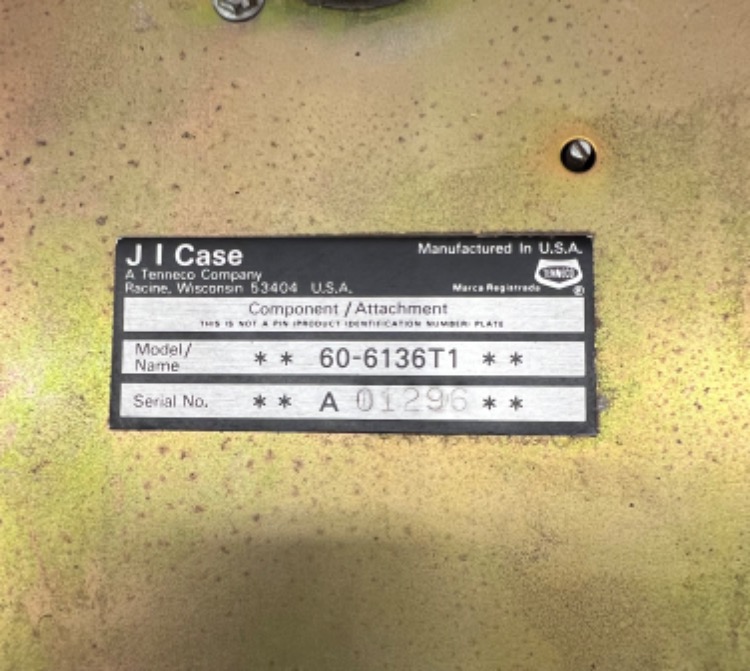 J I Case
Manufactured In U.S.A.
A Tenneco Company
Racine, Wisconsin 53404 U.S.A.
TENNECO
Marca Registrada ®
Component / Attachment
THIS IS NOT A PIN (PRODUCT IDENTIFICATION NUMBER) PLATE
Model/
Name ** 60-6136T1 **
Serial No. ** A 01296 **